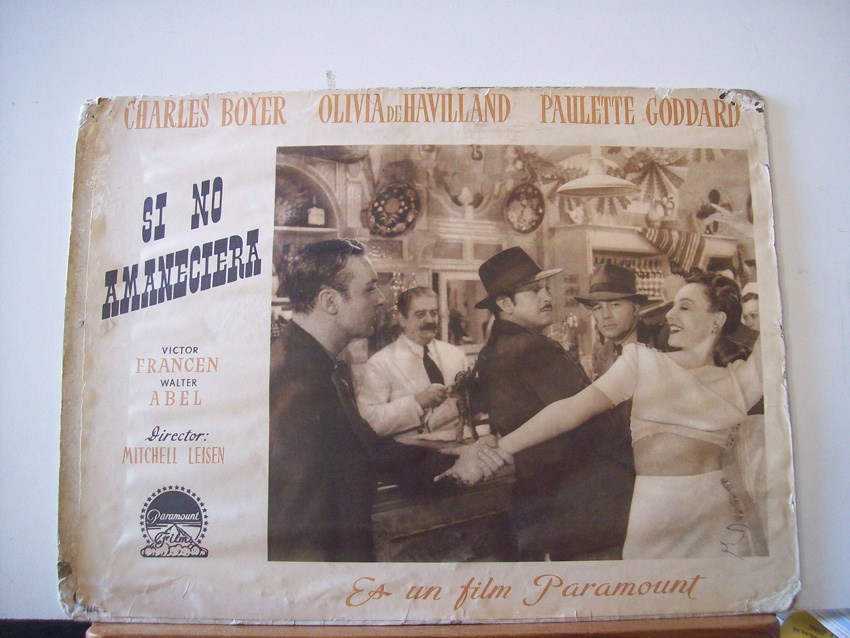 CHARLES BOYER OLIVIA DE HAVILLAND PAULETTE GODDARD
SI NO
AMANECIERA
VICTOR
FRANCEN
WALTER
ABEL
Director:
MITCHELL LEISEN
Paramount
Films
Es un film Paramount